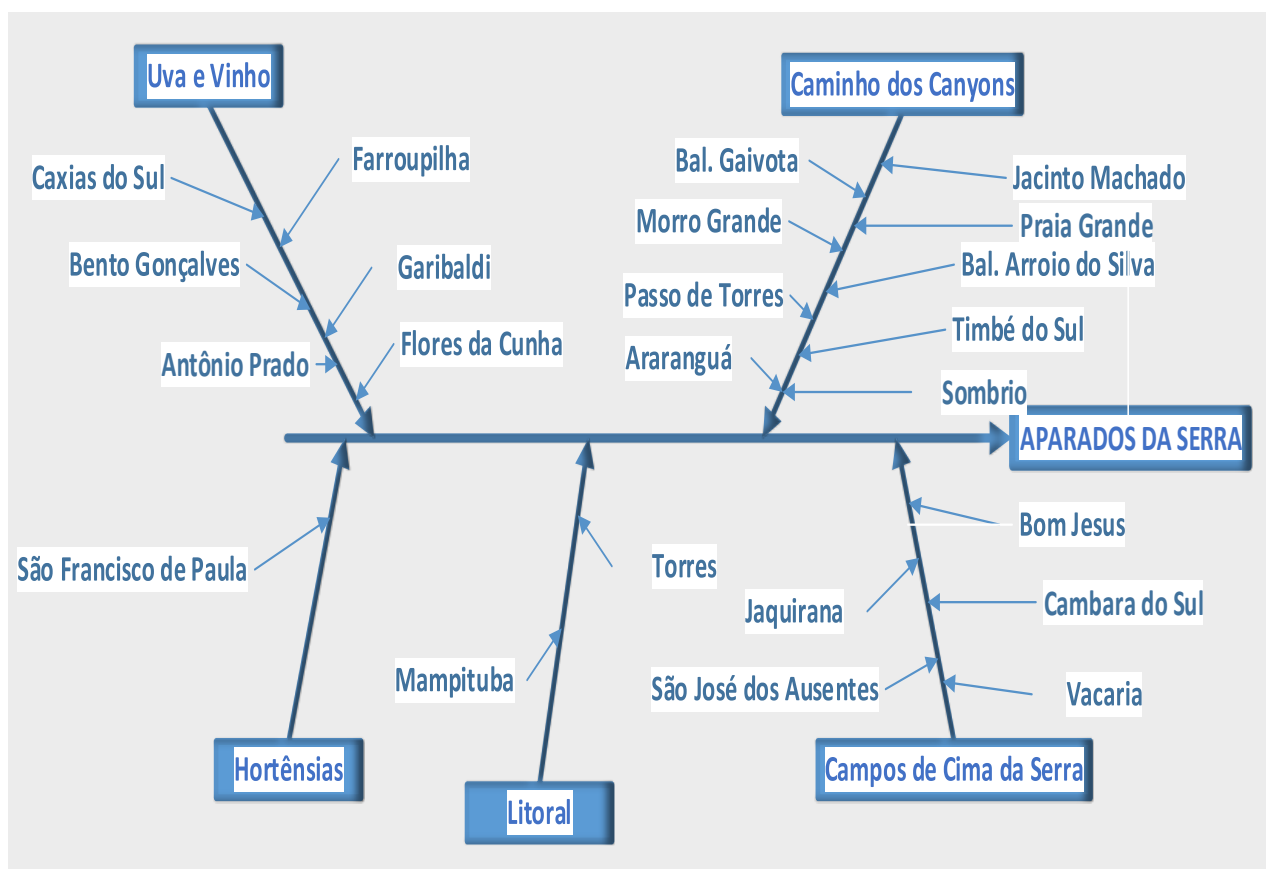 Uva e Vinho
Caminho dos Canyons
Farroupilha
Caxias do Sul
Bento Gonçalves
Garibaldi
Antônio Prado
Flores da Cunha
Bal. Gaivota
Jacinto Machado
Morro Grande
Praia Grande
Bal. Arroio do Silva
Passo de Torres
Timbé do Sul
Araranguá
Sombrio
APARADOS DA SERRA
São Francisco de Paula
Torres
Mampituba
Bom Jesus
Jaquirana
Cambara do Sul
São José dos Ausentes
Vacaria
Hortênsias
Litoral
Campos de Cima da Serra